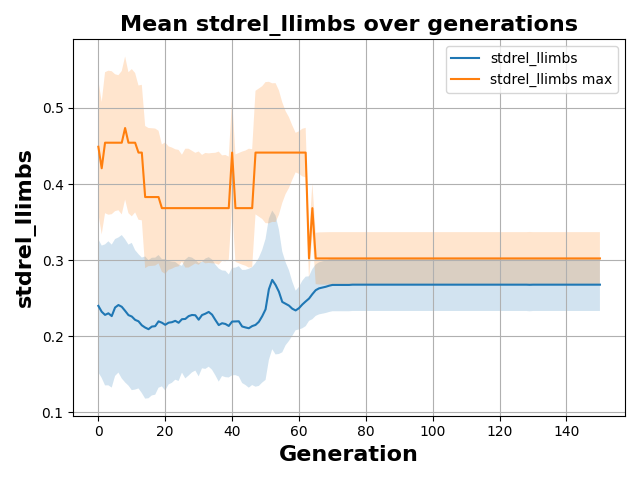 Mean stdrel_llimbs over generations
stdrel_llimbs
stdrel_llimbs max
0.5
0.4
0.3
0.2
0.1
stdrel_llimbs
0 20 40 60 80 100 120 140
Generation